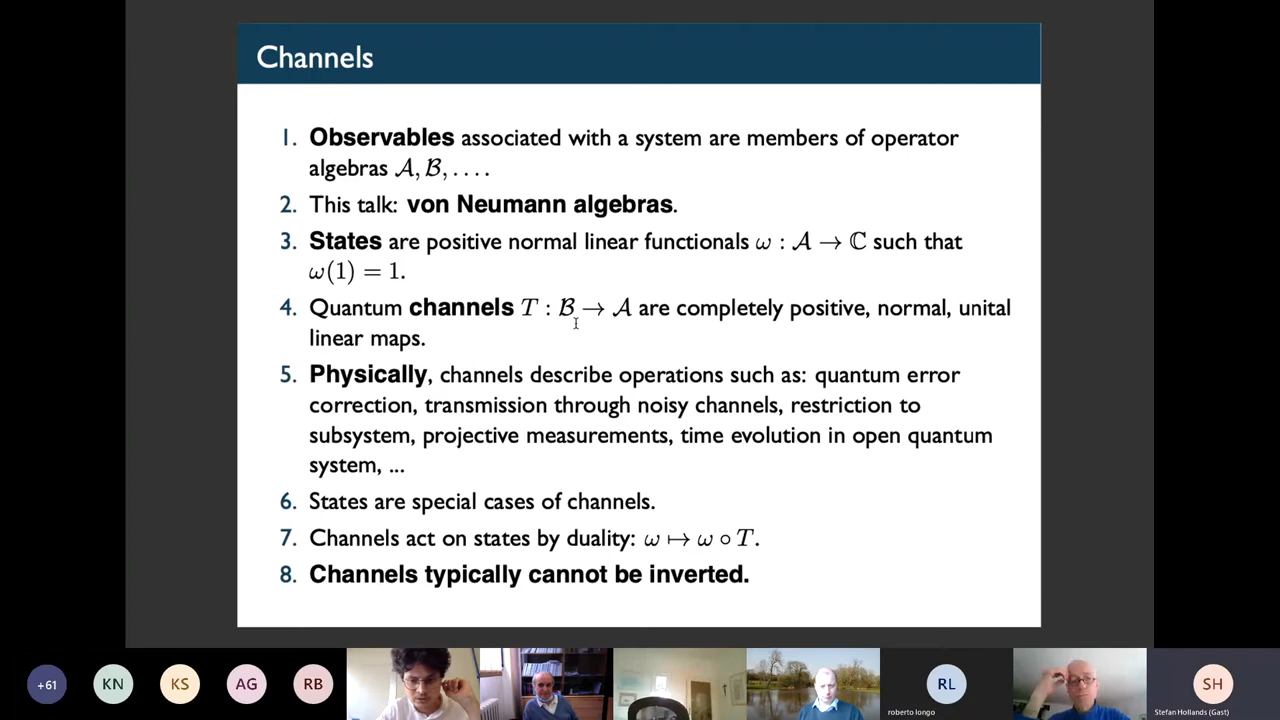 Channels
1. Observables associated with a system are members of operator
algebras 𝒜, ℬ, . . . .
2. This talk: von Neumann algebras.
3. States are positive normal linear functionals ω : 𝒜 → ℂ such that
ω(1) = 1.
4. Quantum channels T : ℬ → 𝒜 are completely positive, normal, unital
linear maps.
5. Physically, channels describe operations such as: quantum error
correction, transmission through noisy channels, restriction to
subsystem, projective measurements, time evolution in open quantum
system, ...
6. States are special cases of channels.
7. Channels act on states by duality: ω ↦ ω ∘ T.
8. Channels typically cannot be inverted.
+61 KN KS AG RB RL SH
roberto longo Stefan Hollands (Gast)